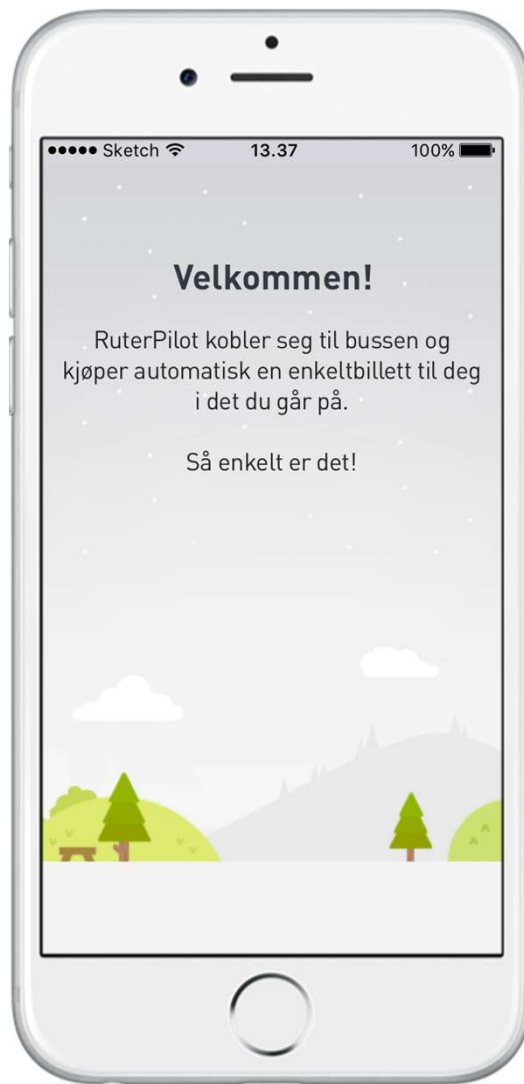 ●●●●● Sketch 13.37 100%
Velkommen!
RuterPilot kobler seg til bussen og
kjøper automatisk en enkeltbillett til deg
i det du går på.
Så enkelt er det!